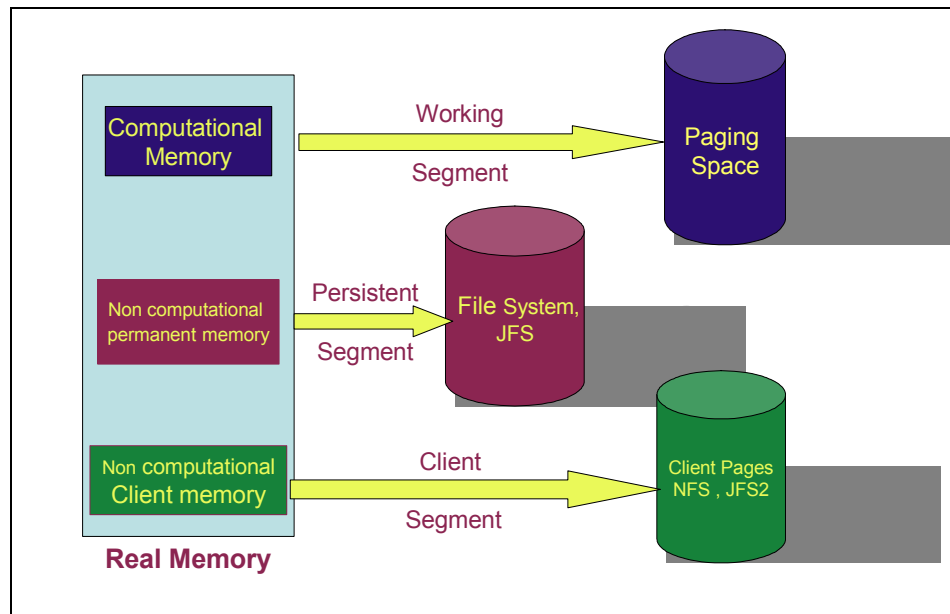 Computational
Memory
Working
Segment
Paging
Space
Non computational
permanent memory
Persistent
Segment
File System,
JFS
Non computational
Client memory
Client
Segment
Client Pages
NFS , JFS2
Real Memory